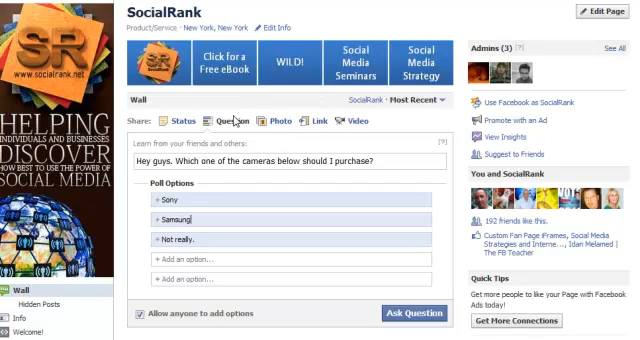 SR
www.socialrank.net
HELPING
INDIVIDUALS AND BUSINESSES
DISCOVER
HOW BEST TO USE THE POWER OF
SOCIAL MEDIA
Wall
Hidden Posts
Info
Welcome!
SocialRank
Product/Service · New York, New York Edit Info
SR
SocialRank
Click for a
Free eBook
WILD!
Social
Media
Seminars
Social
Media
Strategy
Wall
SocialRank · Most Recent
Share: Status Question Photo Link Video
Learn from your friends and others: [?]
Hey guys. Which one of the cameras below should I purchase?
Poll Options
+ Sony
+ Samsung
+ Not really.
+ Add an option...
+ Add an option...
Allow anyone to add options
Ask Question
Edit Page
Admins (3) [?] See All
Use Facebook as SocialRank
Promote with an Ad
View Insights
Suggest to Friends
You and SocialRank
192 friends like this.
Custom Fan Page iFrames, Social Media
Strategies and Interne..., Idan Melamed |
The FB Teacher
Quick Tips
Get more people to like your Page with Facebook
Ads today!
Get More Connections